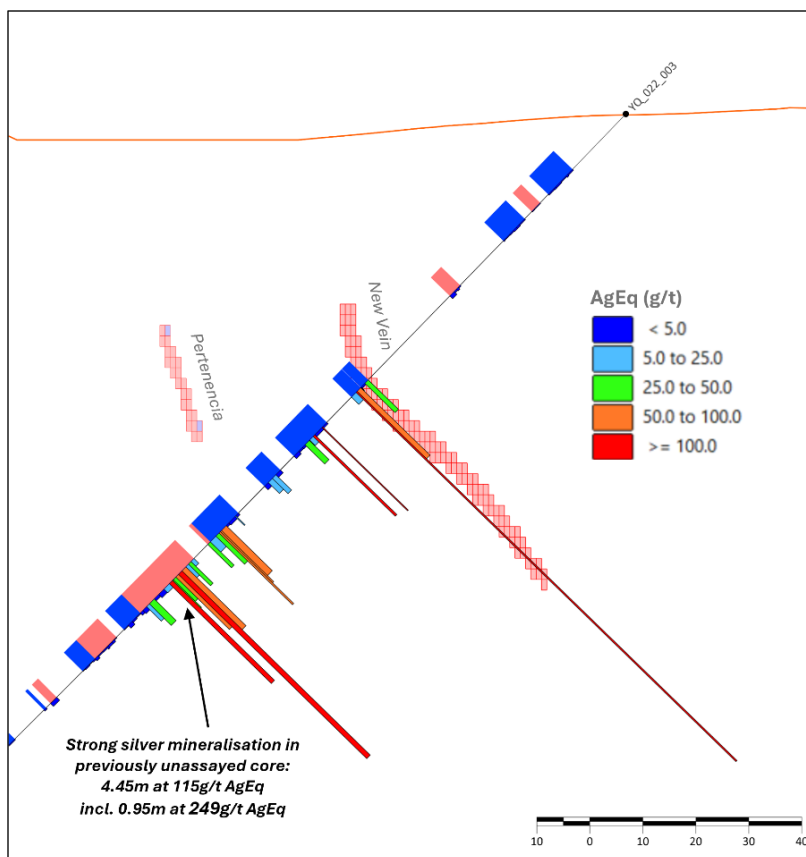 YQ_022_003
New Vein
Pertenencia
AgEq (g/t)
< 5.0
5.0 to 25.0
25.0 to 50.0
50.0 to 100.0
>= 100.0
Strong silver mineralisation in
previously unassayed core:
4.45m at 115g/t AgEq
incl. 0.95m at 249g/t AgEq
10 0 10 20 30 40